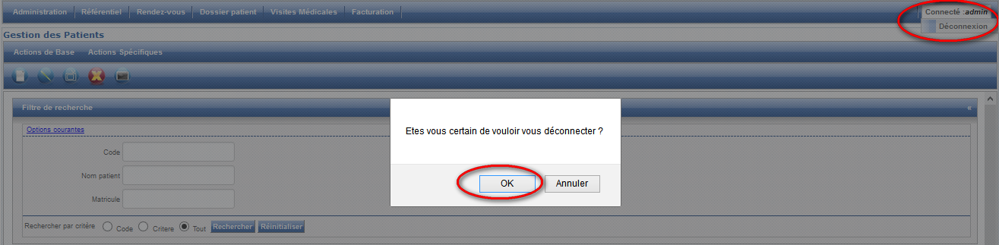 Administration Référentiel Rendez-vous Dossier patient Visites Médicales Facturation Connecté :admin
Déconnexion
Gestion des Patients
Actions de Base Actions Spécifiques
Filtre de recherche «
Options courantes
Etes vous certain de vouloir vous déconnecter ?
Code
Nom patient
OK Annuler
Matricule
Rechercher par critère Code Critere Tout Rechercher Réinitialiser